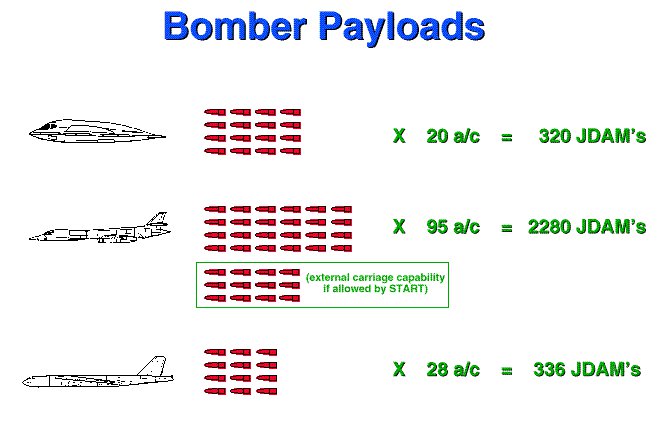 Bomber Payloads
X 20 a/c = 320 JDAM's
X 95 a/c = 2280 JDAM's
(external carriage capability
if allowed by START)
X 28 a/c = 336 JDAM's